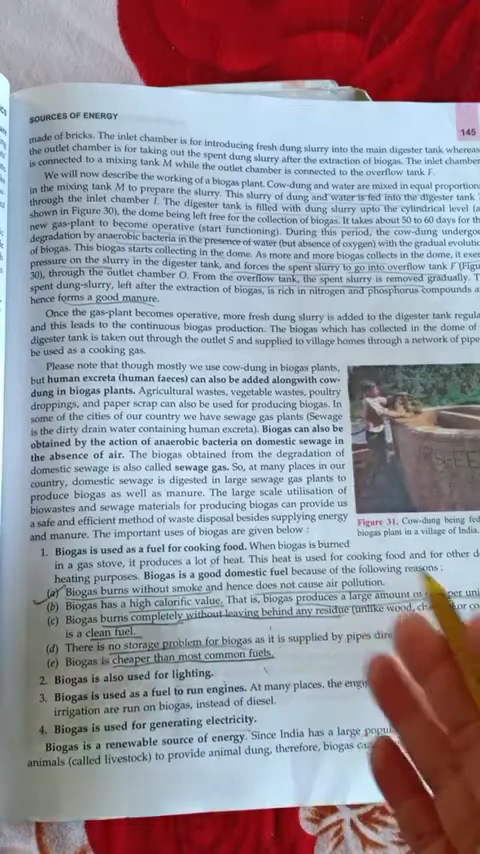 SOURCES OF ENERGY
145
made of bricks. The inlet chamber is for introducing fresh dung slurry into the main digester tank whereas
the outlet chamber is for taking out the spent dung slurry after the extraction of biogas. The inlet chamber
is connected to a mixing tank M while the outlet chamber is connected to the overflow tank F.
We will now describe the working of a biogas plant. Cow-dung and water are mixed in equal proportion
in the mixing tank M to prepare the slurry. This slurry of dung and water is fed into the digester tank
through the inlet chamber I. The digester tank is filled with dung slurry upto the cylindrical level (a
shown in Figure 30), the dome being left free for the collection of biogas. It takes about 50 to 60 days for th
new gas-plant to become operative (start functioning). During this period, the cow-dung undergoe
degradation by anaerobic bacteria in the presence of water (but absence of oxygen) with the gradual evolutio
of biogas. This biogas starts collecting in the dome. As more and more biogas collects in the dome, it exer
pressure on the slurry in the digester tank, and forces the spent slurry to go into overflow tank F (Figu
30), through the outlet chamber O. From the overflow tank, the spent slurry is removed gradually. T
spent dung-slurry, left after the extraction of biogas, is rich in nitrogen and phosphorus compounds a
hence forms a good manure.
Once the gas-plant becomes operative, more fresh dung slurry is added to the digester tank regula
and this leads to the continuous biogas production. The biogas which has collected in the dome of
digester tank is taken out through the outlet S and supplied to village homes through a network of pipe
be used as a cooking gas.
Please note that though mostly we use cow-dung in biogas plants,
but human excreta (human faeces) can also be added alongwith cow-
dung in biogas plants. Agricultural wastes, vegetable wastes, poultry
droppings, and paper scrap can also be used for producing biogas. In
some of the cities of our country we have sewage gas plants (Sewage
is the dirty drain water containing human excreta). Biogas can also be
obtained by the action of anaerobic bacteria on domestic sewage in
the absence of air. The biogas obtained from the degradation of
domestic sewage is also called sewage gas. So, at many places in our
country, domestic sewage is digested in large sewage gas plants to
produce biogas as well as manure. The large scale utilisation of
biowastes and sewage materials for producing biogas can provide us
a safe and efficient method of waste disposal besides supplying energy
and manure. The important uses of biogas are given below :
Figure 31. Cow-dung being fed
biogas plant in a village of India.
1. Biogas is used as a fuel for cooking food. When biogas is burned
in a gas stove, it produces a lot of heat. This heat is used for cooking food and for other d
heating purposes. Biogas is a good domestic fuel because of the following reasons :
(a) Biogas burns without smoke and hence does not cause air pollution.
(b) Biogas has a high calorific value. That is, biogas produces a large amount per uni
(c) Biogas burns completely without leaving behind any residue (unlike wood, co
is a clean fuel.
(d) There is no storage problem for biogas as it is supplied by pipes dire
(e) Biogas is cheaper than most common fuels.
2. Biogas is also used for lighting.
3. Biogas is used as a fuel to run engines. At many places, the eng
irrigation are run on biogas, instead of diesel.
4. Biogas is used for generating electricity.
Biogas is a renewable source of energy. Since India has a large popu
animals (called livestock) to provide animal dung, therefore, biogas ca